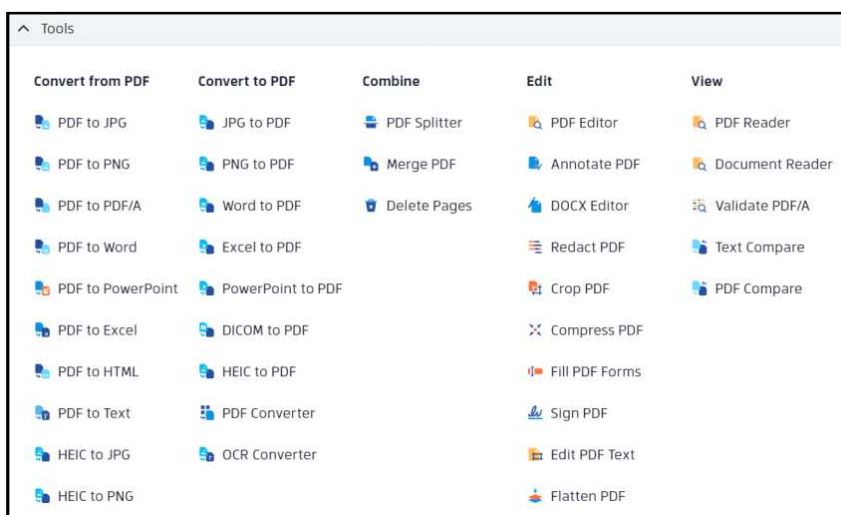 Tools
Convert from PDF
PDF to JPG
PDF to PNG
PDF to PDF/A
PDF to Word
PDF to PowerPoint
PDF to Excel
PDF to HTML
PDF to Text
HEIC to JPG
HEIC to PNG
Convert to PDF
JPG to PDF
PNG to PDF
Word to PDF
Excel to PDF
PowerPoint to PDF
DICOM to PDF
HEIC to PDF
PDF Converter
OCR Converter
Combine
PDF Splitter
Merge PDF
Delete Pages
Edit
PDF Editor
Annotate PDF
DOCX Editor
Redact PDF
Crop PDF
Compress PDF
Fill PDF Forms
Sign PDF
Edit PDF Text
Flatten PDF
View
PDF Reader
Document Reader
Validate PDF/A
Text Compare
PDF Compare